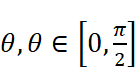 θ, θ ∈ [0, π/2]